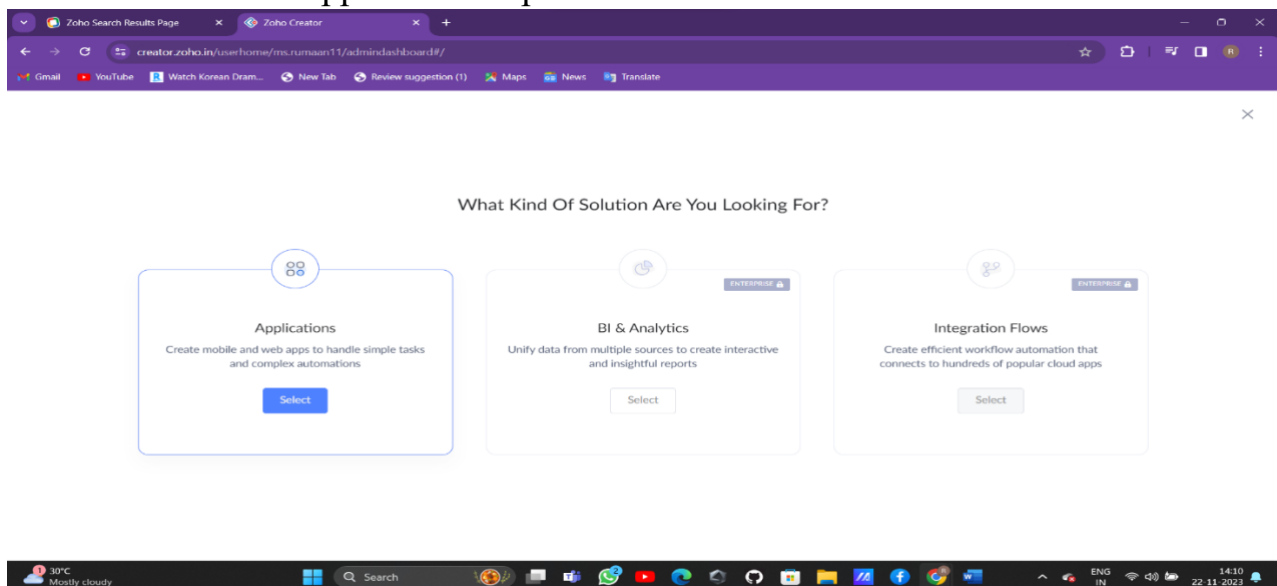 Zoho Search Results Page
Zoho Creator
creator.zoho.in/userhome/ms.rumaan11/admindashboard#/
Gmail YouTube Watch Korean Dram... New Tab Review suggestion (1) Maps News Translate
What Kind Of Solution Are You Looking For?
ENTERPRISE
ENTERPRISE
Applications
Create mobile and web apps to handle simple tasks
and complex automations
Select
BI & Analytics
Unify data from multiple sources to create interactive
and insightful reports
Select
Integration Flows
Create efficient workflow automation that
connects to hundreds of popular cloud apps
Select
30°C
Mostly cloudy
Search
ENG
IN
14:10
22-11-2023